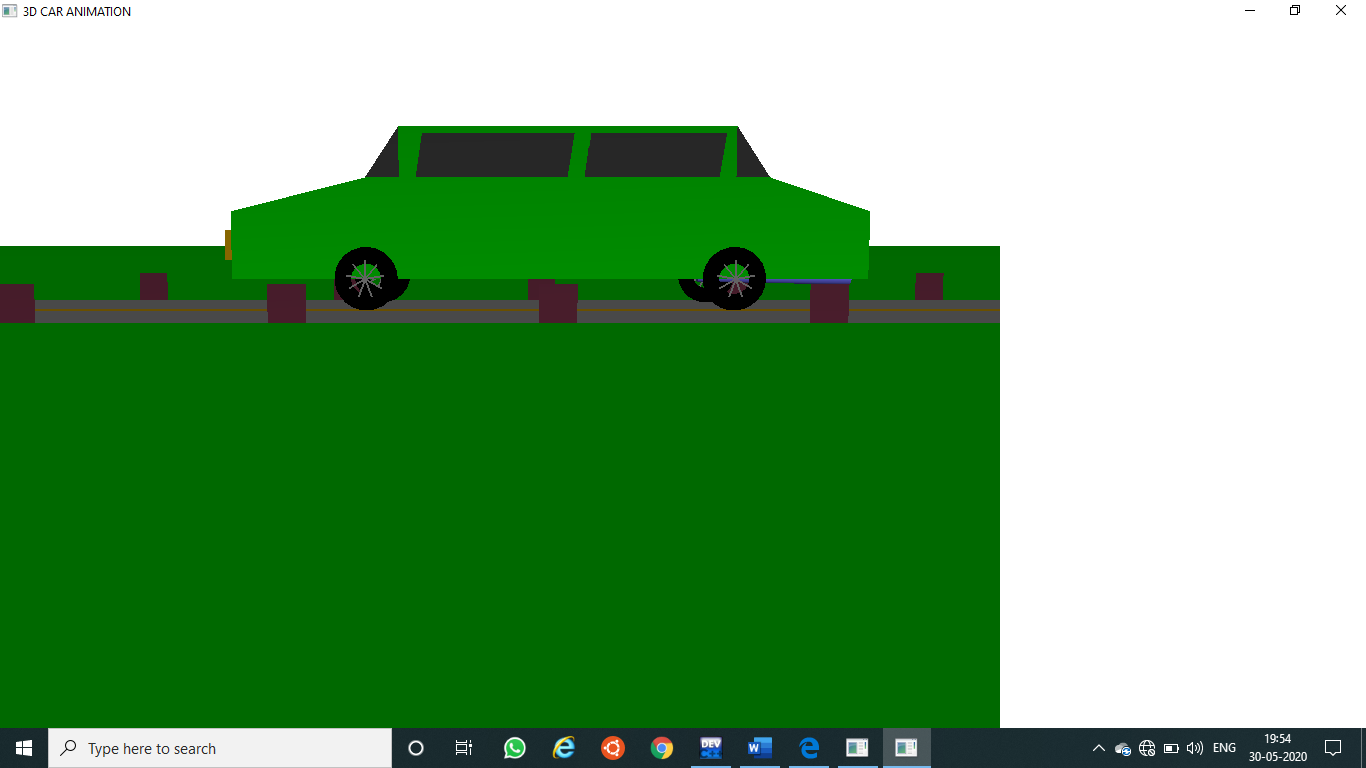 3D CAR ANIMATION
Type here to search
DEV
W
ENG
19:54
30-05-2020